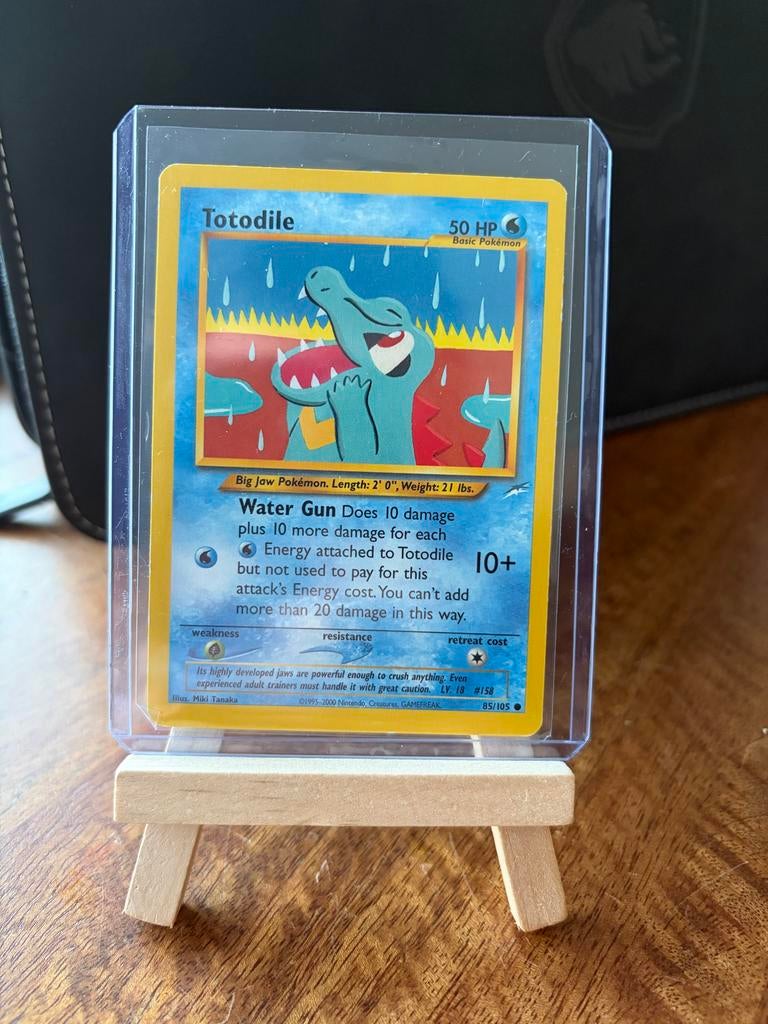 Totodile
50 HP
Basic Pokémon
Big Jaw Pokémon. Length: 2' 0", Weight: 21 lbs.
Water Gun Does 10 damage
plus 10 more damage for each
Energy attached to Totodile
but not used to pay for this
attack's Energy cost. You can't add
more than 20 damage in this way.
10+
weakness
resistance
retreat cost
Its highly developed jaws are powerful enough to crush anything. Even
experienced adult trainers must handle it with great caution. LV. 18 #158
Illus. Miki Tanaka
©1995-2000 Nintendo, Creatures, GAMEFREAK.
85/105